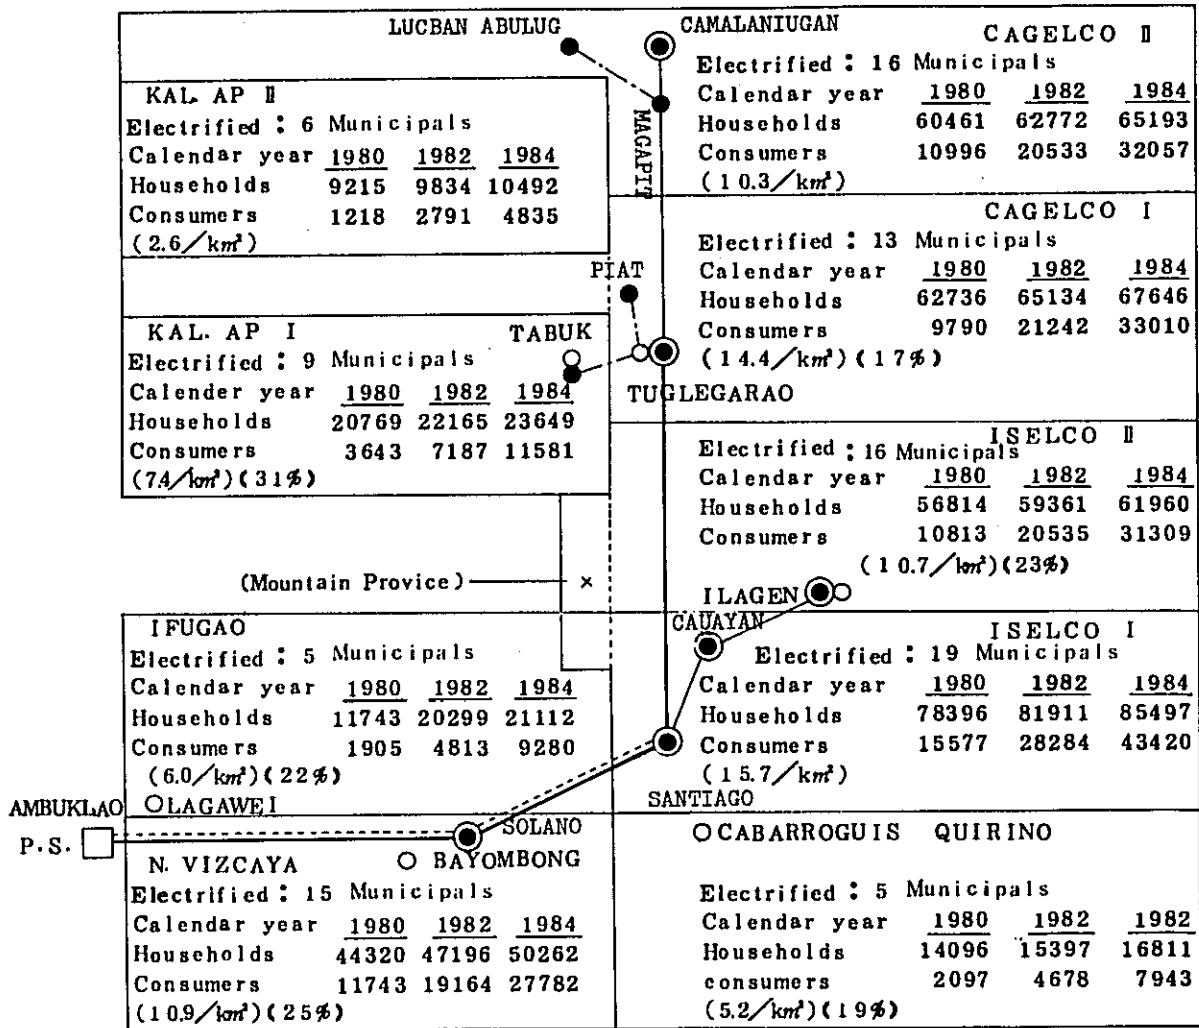 LUCBAN ABULUG
CAMALANIUGAN
CAGELCO II
Electrified : 16 Municipals
Calendar year 1980 1982 1984
Households 60461 62772 65193
Consumers 10996 20533 32057
(10.3/km²)
MAGAPIT
KAL. AP II
Electrified : 6 Municipals
Calendar year 1980 1982 1984
Households 9215 9834 10492
Consumers 1218 2791 4835
(2.6/km²)
CAGELCO I
Electrified : 13 Municipals
Calendar year 1980 1982 1984
Households 62736 65134 67646
Consumers 9790 21242 33010
(14.4/km²)(17%)
PIAT
TUGLEGARAO
KAL. AP I
TABUK
Electrified : 9 Municipals
Calender year 1980 1982 1984
Households 20769 22165 23649
Consumers 3643 7187 11581
(7.4/km²)(31%)
ISELCO II
Electrified : 16 Municipals
Calendar year 1980 1982 1984
Households 56814 59361 61960
Consumers 10813 20535 31309
(10.7/km²)(23%)
(Mountain Provice)
ILAGEN
CAUAYAN
IFUGAO
Electrified : 5 Municipals
Calendar year 1980 1982 1984
Households 11743 20299 21112
Consumers 1905 4813 9280
(6.0/km²)(22%)
LAGAWEI
ISELCO I
Electrified : 19 Municipals
Calendar year 1980 1982 1984
Households 78396 81911 85497
Consumers 15577 28284 43420
(15.7/km²)
SANTIAGO
AMBUKLAO
P.S.
SOLANO
N. VIZCAYA
BAYOMBONG
Electrified : 15 Municipals
Calendar year 1980 1982 1984
Households 44320 47196 50262
Consumers 11743 19164 27782
(10.9/km²)(25%)
CABARROGUIS QUIRINO
Electrified : 5 Municipals
Calendar year 1980 1982 1982
Households 14096 15397 16811
consumers 2097 4678 7943
(5.2/km²)(19%)